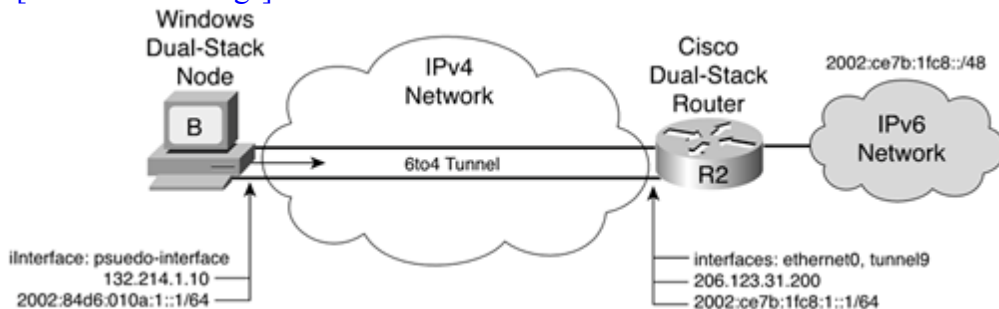 Windows
Dual-Stack
Node
B
IPv4
Network
6to4 Tunnel
Cisco
Dual-Stack
Router
R2
2002:ce7b:1fc8::/48
IPv6
Network
iInterface: psuedo-interface
132.214.1.10
2002:84d6:010a:1::1/64
interfaces: ethernet0, tunnel9
206.123.31.200
2002:ce7b:1fc8:1::1/64